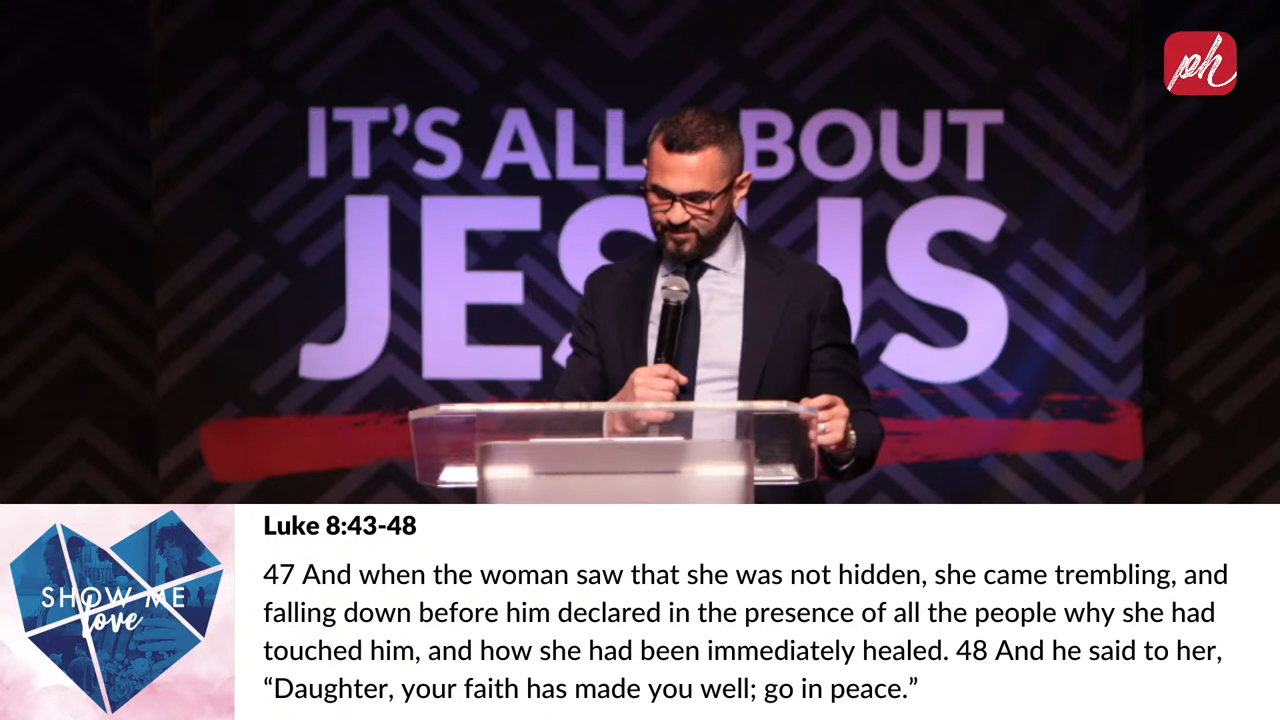 ph
IT'S ALL ABOUT
JESUS
SHOW ME
love
Luke 8:43-48
47 And when the woman saw that she was not hidden, she came trembling, and
falling down before him declared in the presence of all the people why she had
touched him, and how she had been immediately healed. 48 And he said to her,
“Daughter, your faith has made you well; go in peace.”